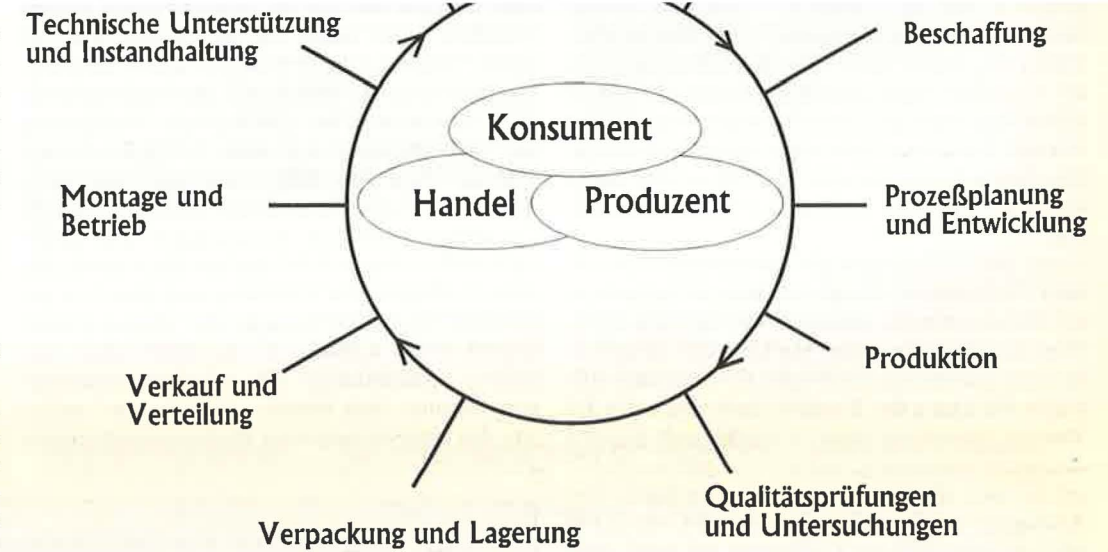 Technische Unterstützung
und Instandhaltung
Beschaffung
Konsument
Handel
Produzent
Montage und
Betrieb
Prozeßplanung
und Entwicklung
Produktion
Verkauf und
Verteilung
Qualitätsprüfungen
und Untersuchungen
Verpackung und Lagerung